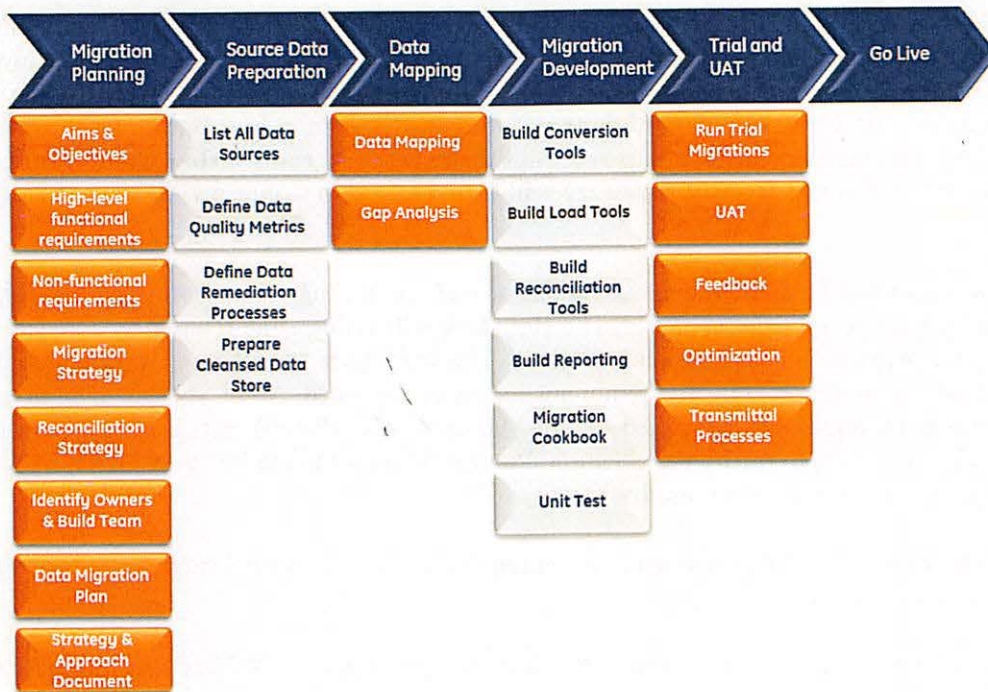 Migration
Planning
Source Data
Preparation
Data
Mapping
Migration
Development
Trial and
UAT
Go Live
Aims &
Objectives
High-level
functional
requirements
Non-functional
requirements
Migration
Strategy
Reconciliation
Strategy
Identify Owners
& Build Team
Data Migration
Plan
Strategy &
Approach
Document
List All Data
Sources
Define Data
Quality Metrics
Define Data
Remediation
Processes
Prepare
Cleansed Data
Store
Data Mapping
Gap Analysis
Build Conversion
Tools
Build Load Tools
Build
Reconciliation
Tools
Build Reporting
Migration
Cookbook
Unit Test
Run Trial
Migrations
UAT
Feedback
Optimization
Transmittal
Processes